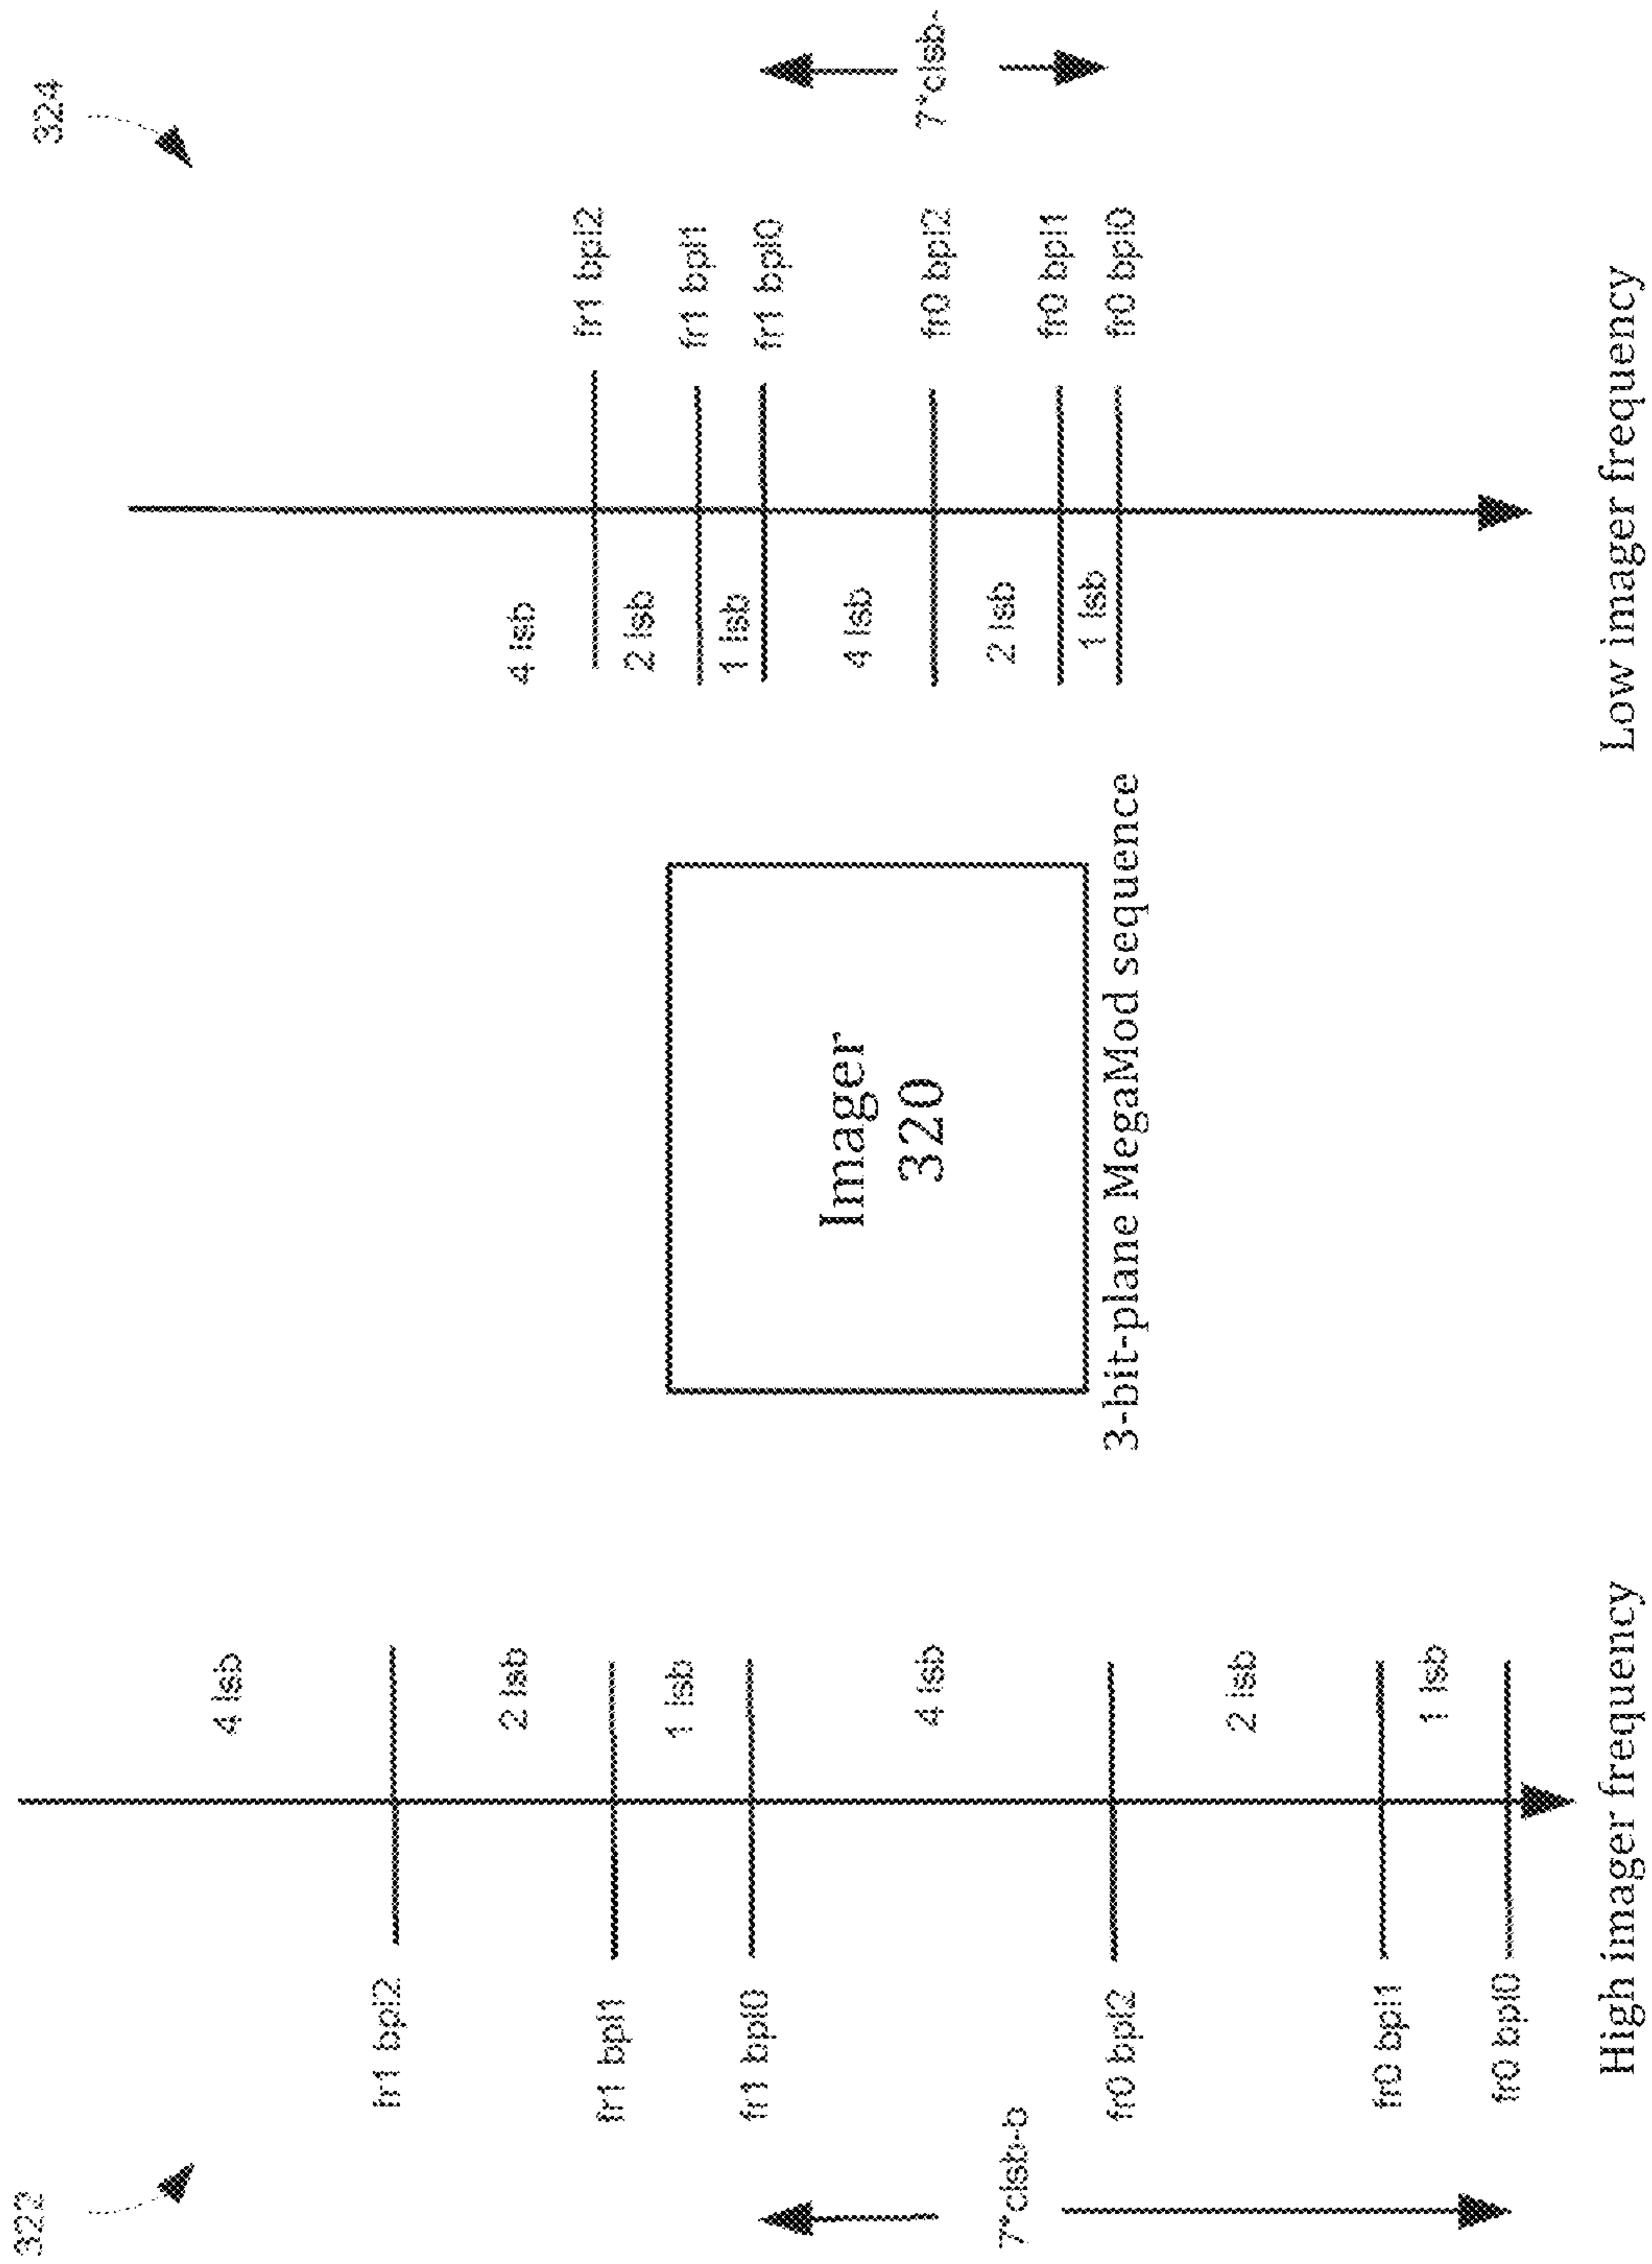 322
4 lsb
fr1 bpl2
2 lsb
fr1 bpl1
1 lsb
fr1 bpl0
4 lsb
7*clsb-b
fr0 bpl2
2 lsb
fr0 bpl1
1 lsb
fr0 bpl0
High imager frequency
Imager
320
3-bit-plane MegaMod sequence
324
4 lsb
fr1 bpl2
2 lsb
fr1 bpl1
1 lsb
fr1 bpl0
4 lsb
7*clsb-
fr0 bpl2
2 lsb
fr0 bpl1
1 lsb
fr0 bpl0
Low imager frequency